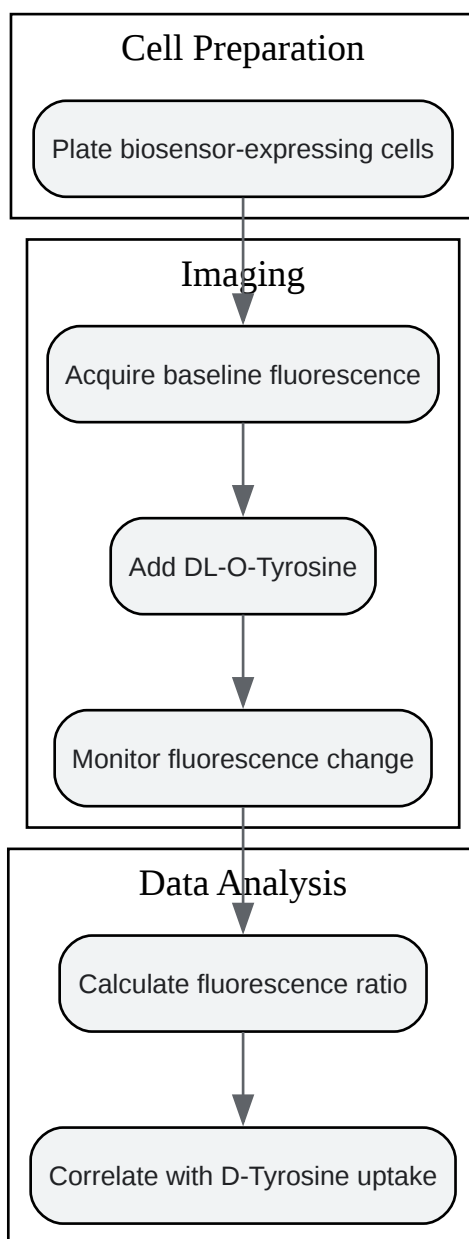 Cell Preparation
Plate biosensor-expressing cells
Imaging
Acquire baseline fluorescence
Add DL-O-Tyrosine
Monitor fluorescence change
Data Analysis
Calculate fluorescence ratio
Correlate with D-Tyrosine uptake